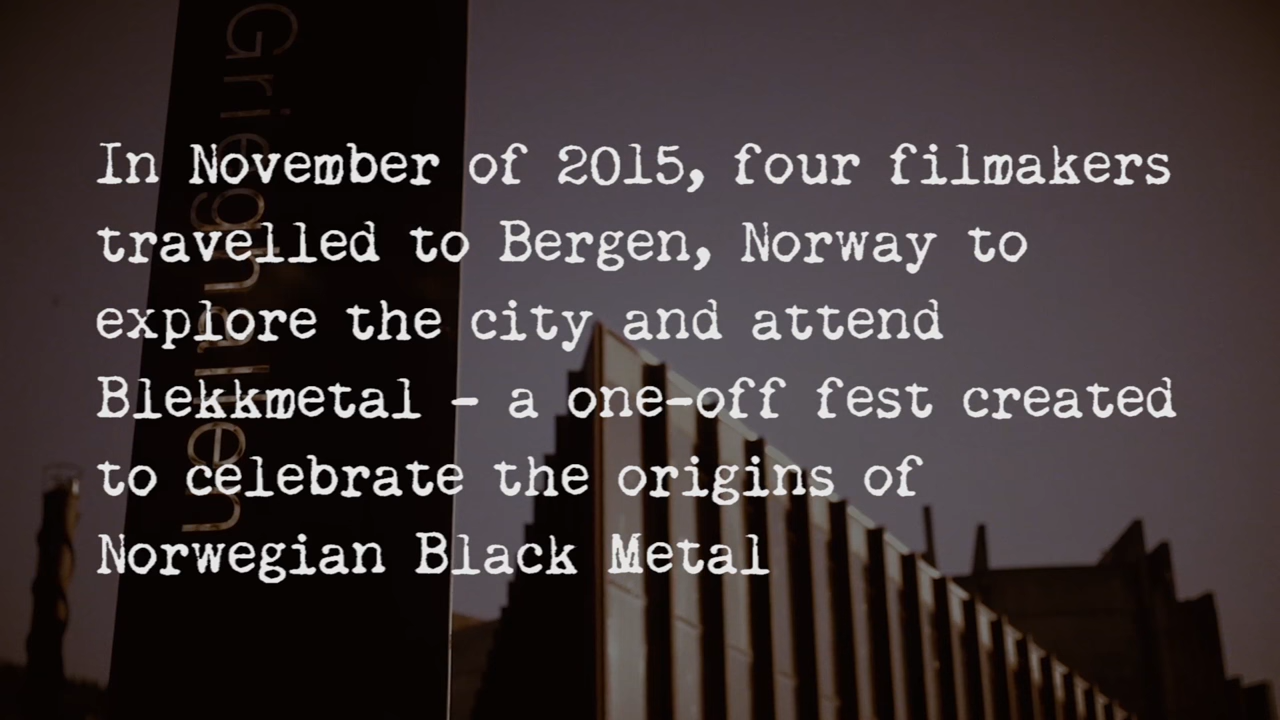 Grieghallen
In November of 2015, four filmakers
travelled to Bergen, Norway to
explore the city and attend
Blekkmetal - a one-off fest created
to celebrate the origins of
Norwegian Black Metal